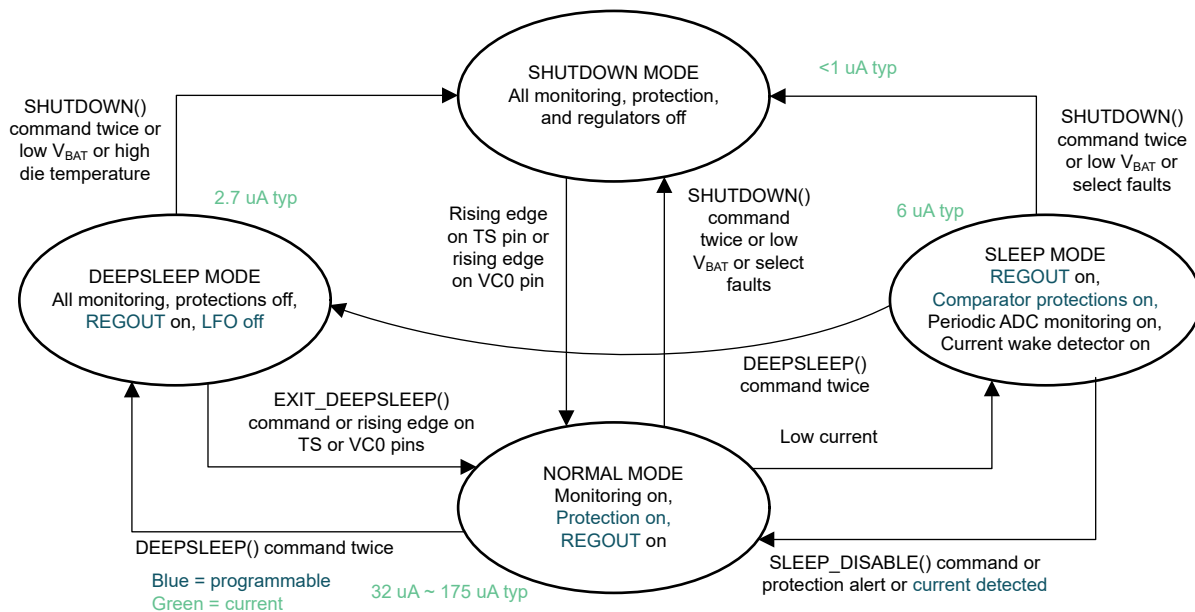 SHUTDOWN MODE
All monitoring, protection,
and regulators off
<1 uA typ
SHUTDOWN()
command twice or
low VBAT or high
die temperature
SHUTDOWN()
command twice
or low VBAT or
select faults
2.7 uA typ
Rising edge
on TS pin or
rising edge
on VC0 pin
SHUTDOWN()
command
twice or low
VBAT or select
faults
6 uA typ
DEEPSLEEP MODE
All monitoring, protections off,
REGOUT on, LFO off
SLEEP MODE
REGOUT on,
Comparator protections on,
Periodic ADC monitoring on,
Current wake detector on
DEEPSLEEP()
command twice
EXIT_DEEPSLEEP()
command or rising edge on
TS or VC0 pins
Low current
NORMAL MODE
Monitoring on,
Protection on,
REGOUT on
DEEPSLEEP() command twice
SLEEP_DISABLE() command or
protection alert or current detected
Blue = programmable
Green = current
32 uA ~ 175 uA typ